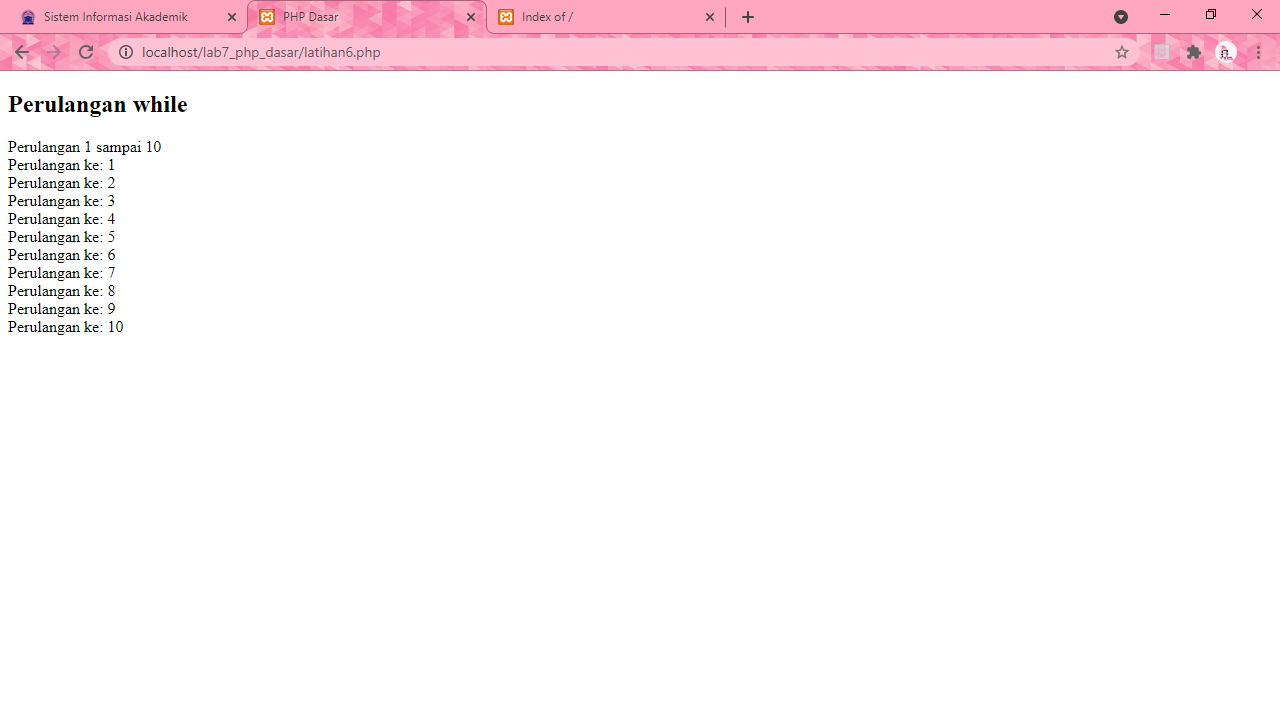 Sistem Informasi Akademik
PHP Dasar
Index of /
localhost/lab7_php_dasar/latihan6.php
Perulangan while
Perulangan 1 sampai 10
Perulangan ke: 1
Perulangan ke: 2
Perulangan ke: 3
Perulangan ke: 4
Perulangan ke: 5
Perulangan ke: 6
Perulangan ke: 7
Perulangan ke: 8
Perulangan ke: 9
Perulangan ke: 10